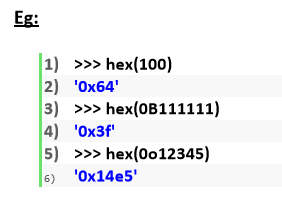 Eg:
1) >>> hex(100)
2) '0x64'
3) >>> hex(0B111111)
4) '0x3f'
5) >>> hex(0o12345)
6) '0x14e5'